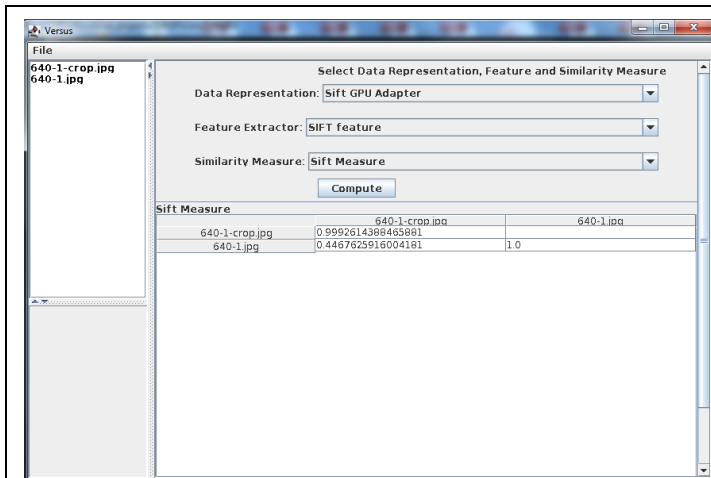 Versus
File
640-1-crop.jpg
640-1.jpg
Select Data Representation, Feature and Similarity Measure
Data Representation: Sift GPU Adapter
Feature Extractor: SIFT feature
Similarity Measure: Sift Measure
Compute
Sift Measure
640-1-crop.jpg 640-1.jpg
640-1-crop.jpg 0.9992614388465881
640-1.jpg 0.4467625916004181 1.0